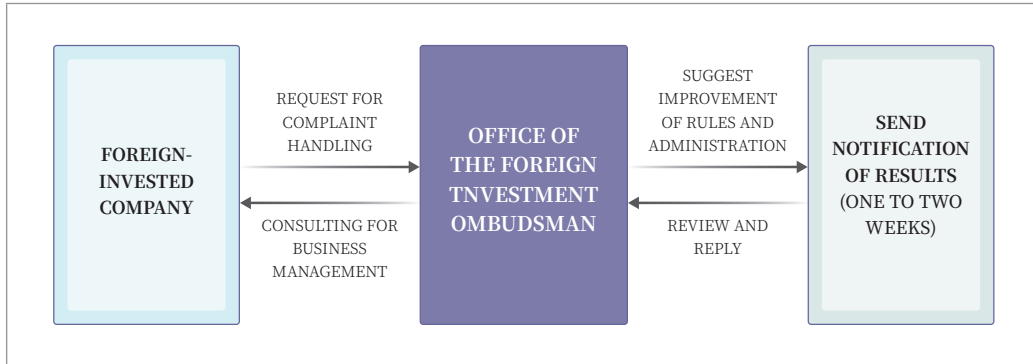 FOREIGN-
INVESTED
COMPANY
REQUEST FOR
COMPLAINT
HANDLING
CONSULTING FOR
BUSINESS
MANAGEMENT
OFFICE OF
THE FOREIGN
TNVESTMENT
OMBUDSMAN
SUGGEST
IMPROVEMENT
OF RULES AND
ADMINISTRATION
REVIEW AND
REPLY
SEND
NOTIFICATION
OF RESULTS
(ONE TO TWO
WEEKS)